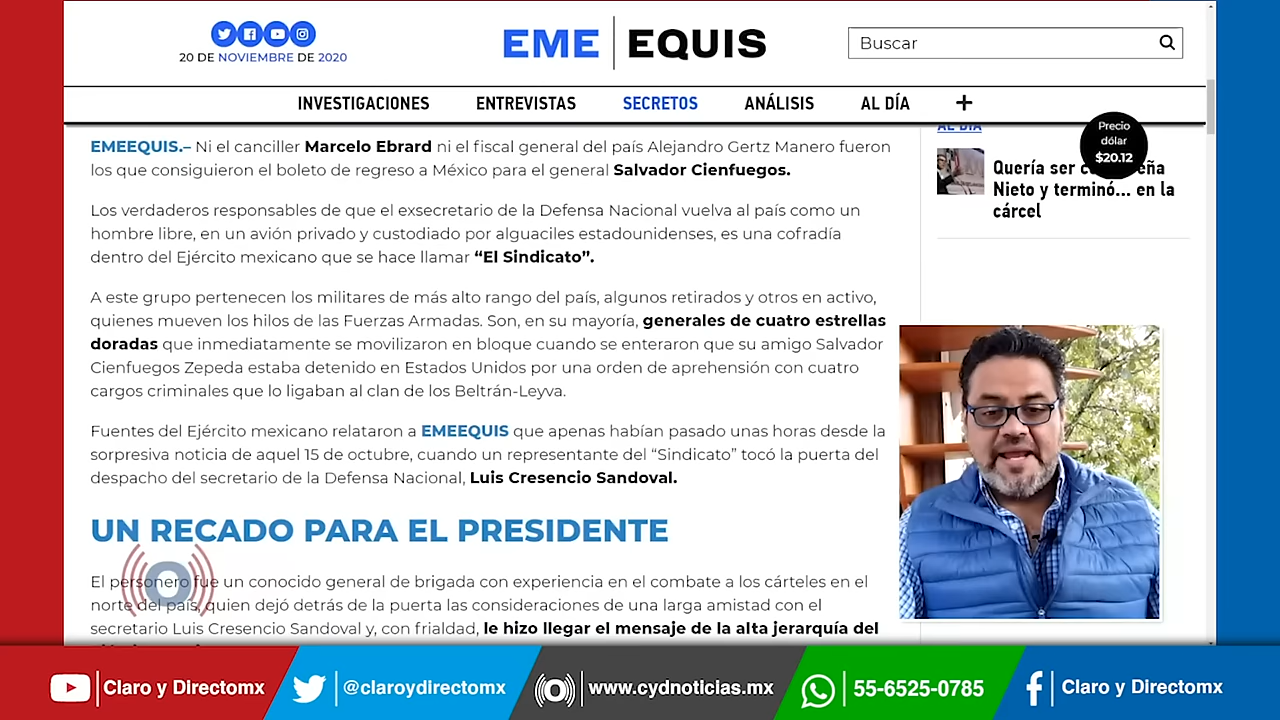 20 DE NOVIEMBRE DE 2020
EME EQUIS
Buscar
INVESTIGACIONES ENTREVISTAS SECRETOS ANÁLISIS AL DÍA +
EMEEQUIS.– Ni el canciller Marcelo Ebrard ni el fiscal general del país Alejandro Gertz Manero fueron
los que consiguieron el boleto de regreso a México para el general Salvador Cienfuegos.
Los verdaderos responsables de que el exsecretario de la Defensa Nacional vuelva al país como un
hombre libre, en un avión privado y custodiado por alguaciles estadounidenses, es una cofradía
dentro del Ejército mexicano que se hace llamar “El Sindicato”.
A este grupo pertenecen los militares de más alto rango del país, algunos retirados y otros en activo,
quienes mueven los hilos de las Fuerzas Armadas. Son, en su mayoría, generales de cuatro estrellas
doradas que inmediatamente se movilizaron en bloque cuando se enteraron que su amigo Salvador
Cienfuegos Zepeda estaba detenido en Estados Unidos por una orden de aprehensión con cuatro
cargos criminales que lo ligaban al clan de los Beltrán-Leyva.
Fuentes del Ejército mexicano relataron a EMEEQUIS que apenas habían pasado unas horas desde la
sorpresiva noticia de aquel 15 de octubre, cuando un representante del “Sindicato” tocó la puerta del
despacho del secretario de la Defensa Nacional, Luis Cresencio Sandoval.
UN RECADO PARA EL PRESIDENTE
El personero fue un conocido general de brigada con experiencia en el combate a los cárteles en el
norte del país, quien dejó detrás de la puerta las consideraciones de una larga amistad con el
secretario Luis Cresencio Sandoval y, con frialdad, le hizo llegar el mensaje de la alta jerarquía del
AL DÍA
Precio
dólar
$20.12
Quería ser
Nieto y terminó... en la
cárcel
Claro y Directomx
@claroydirectomx
www.cydnoticias.mx
55-6525-0785
Claro y Directomx